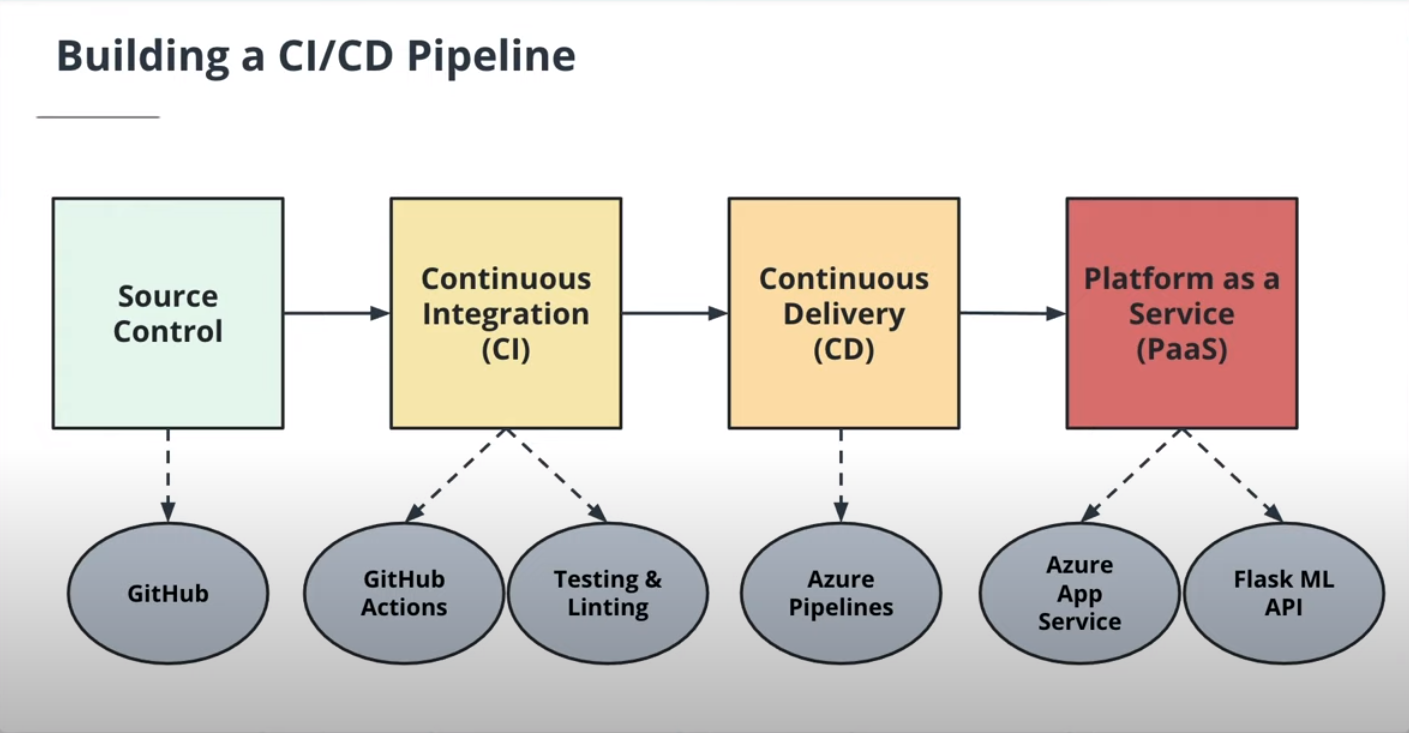 Building a CI/CD Pipeline
Source
Control
Continuous
Integration
(CI)
Continuous
Delivery
(CD)
Platform as a
Service
(PaaS)
GitHub
GitHub
Actions
Testing &
Linting
Azure
Pipelines
Azure
App
Service
Flask ML
API